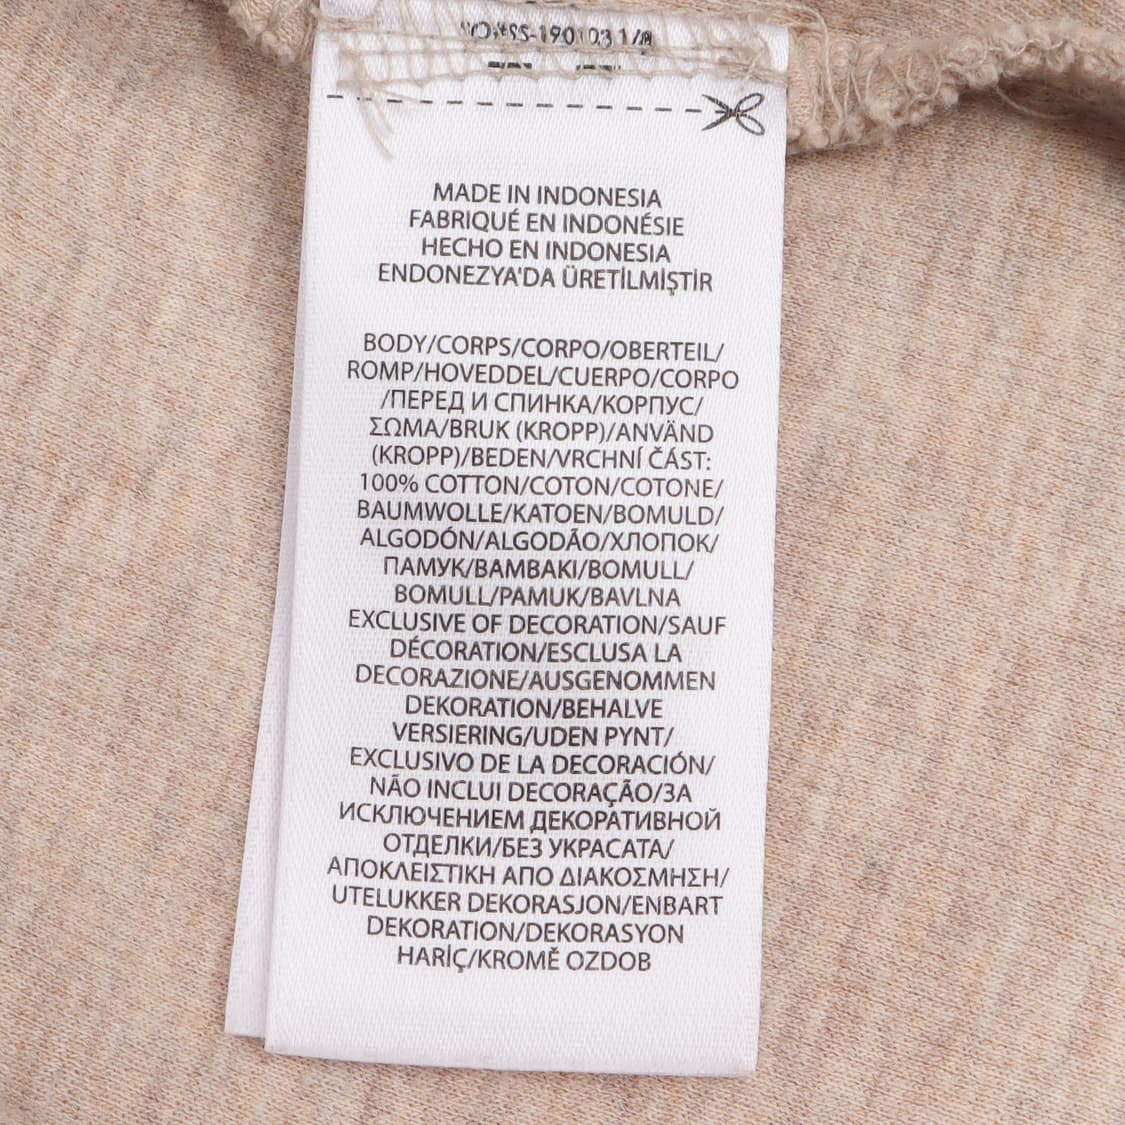 MADE IN INDONESIA
FABRIQUÉ EN INDONÉSIE
HECHO EN INDONESIA
ENDONEZYA'DA ÜRETİLMİŞTİR
BODY/CORPS/CORPO/OBERTEIL/
ROMP/HOVEDDEL/CUERPO/CORPO
/ПЕРЕД И СПИНКА/КОРПУС/
ΣΩΜΑ/BRUK (KROPP)/ANVÄND
(KROPP)/BEDEN/VRCHNÍ ČÁST:
100% COTTON/COTON/COTONE/
BAUMWOLLE/KATOEN/BOMULD/
ALGODÓN/ALGODÃO/ХЛОПОК/
ПАМУК/ΒΑΜΒΑΚΙ/BOMULL/
BOMULL/PAMUK/BAVLNA
EXCLUSIVE OF DECORATION/SAUF
DÉCORATION/ESCLUSA LA
DECORAZIONE/AUSGENOMMEN
DEKORATION/BEHALVE
VERSIERING/UDEN PYNT/
EXCLUSIVO DE LA DECORACIÓN/
NÃO INCLUI DECORAÇÃO/ЗА
ИСКЛЮЧЕНИЕМ ДЕКОРАТИВНОЙ
ОТДЕЛКИ/БЕЗ УКРАСАТА/
ΑΠΟΚΛΕΙΣΤΙΚΗ ΑΠΟ ΔΙΑΚΟΣΜΗΣΗ/
UTELUKKER DEKORASJON/ENBART
DEKORATION/DEKORASYON
HARİÇ/KROMĚ OZDOB